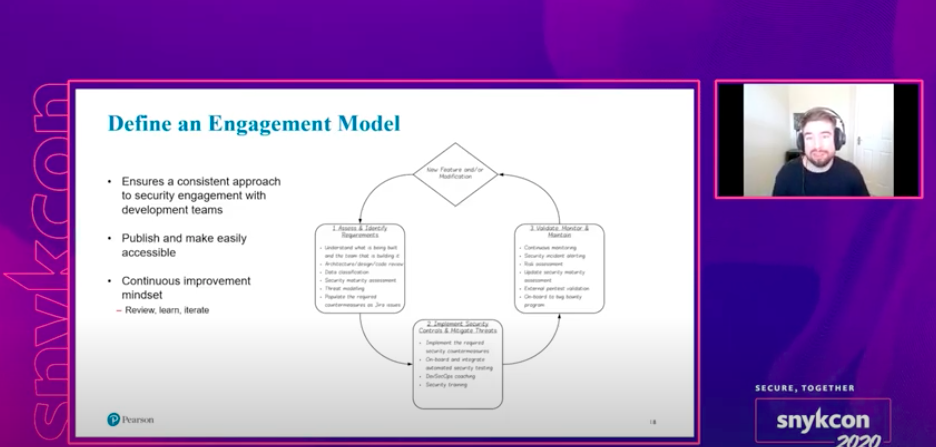 snykcon
Define an Engagement Model
• Ensures a consistent approach
to security engagement with
development teams
• Publish and make easily
accessible
• Continuous improvement
mindset
– Review, learn, iterate
New Feature and/or
Modification
1. Assess & Identify
Requirements
• Understand what is being built
and the team that is building it
• Architecture/design/code review
• Data classification
• Security maturity assessment
• Threat modelling
• Populate the required
countermeasures as Jira issues
2. Implement Security
Controls & Mitigate Threats
• Implement the required
security countermeasures
• On-board and integrate
automated security testing
• DevSecOps coaching
• Security training
3. Validate, Monitor &
Maintain
• Continuous monitoring
• Security incident alerting
• Risk assessment
• Update security maturity
assessment
• External pentest validation
• On-board to bug bounty
program
P Pearson
18
SECURE, TOGETHER
snykcon
2020